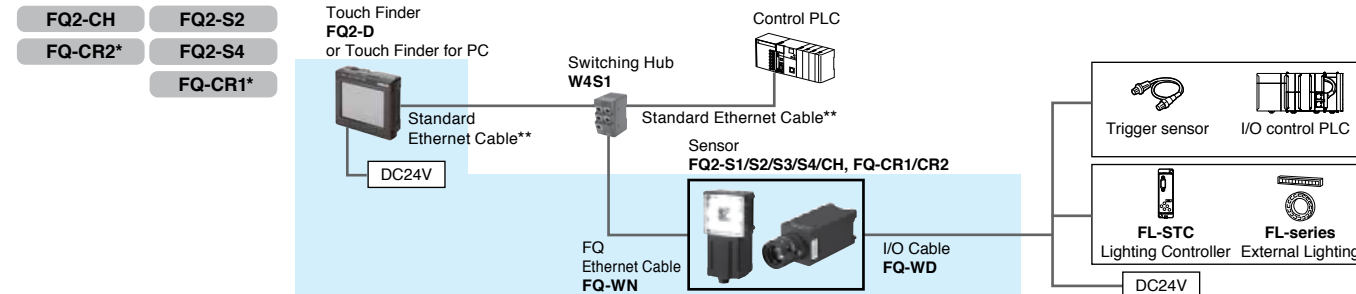 FQ2-CH
FQ2-S2
FQ-CR2*
FQ2-S4
FQ-CR1*
Touch Finder
FQ2-D
or Touch Finder for PC
Switching Hub
W4S1
Control PLC
Standard
Ethernet Cable**
Standard Ethernet Cable**
DC24V
Sensor
FQ2-S1/S2/S3/S4/CH, FQ-CR1/CR2
FQ
Ethernet Cable
FQ-WN
I/O Cable
FQ-WD
Trigger sensor
I/O control PLC
FL-STC
Lighting Controller
FL-series
External Lighting
DC24V